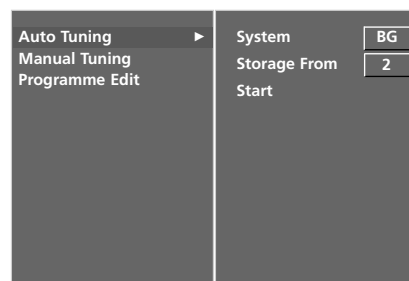 Auto Tuning ►
Manual Tuning
Programme Edit
System BG
Storage From 2
Start